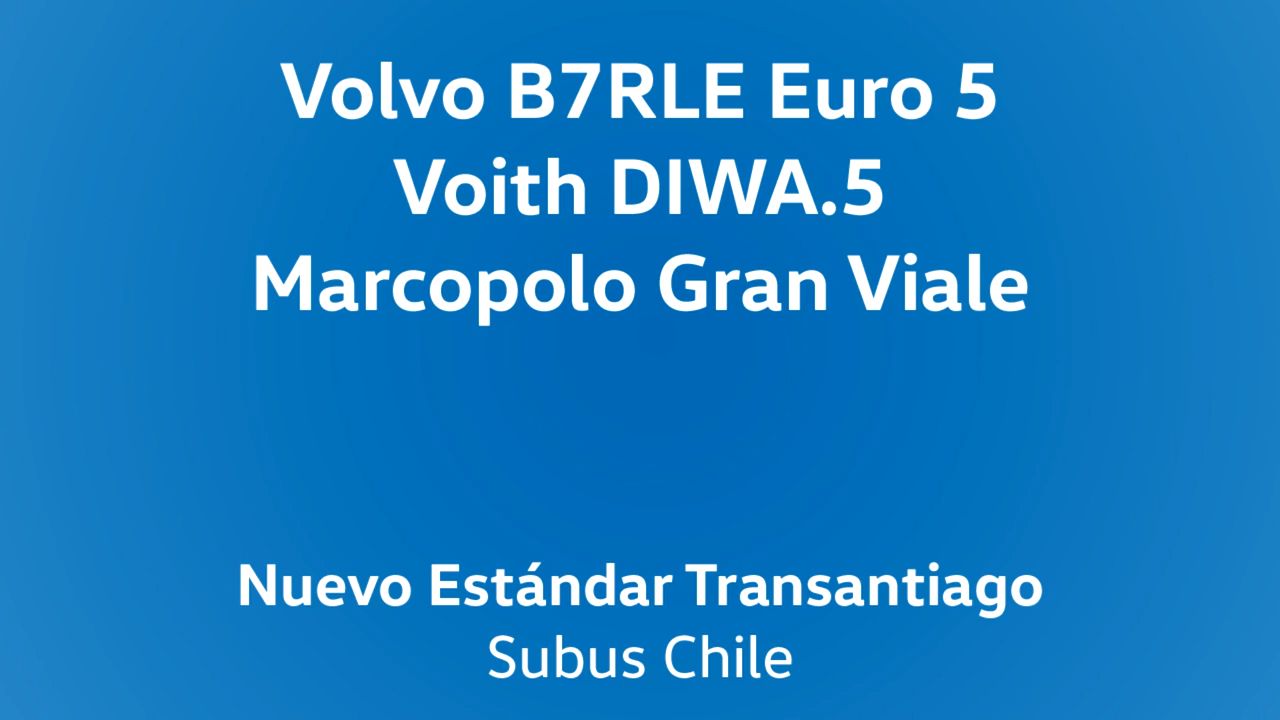 Volvo B7RLE Euro 5
Voith DIWA.5
Marcopolo Gran Viale
Nuevo Estándar Transantiago
Subus Chile